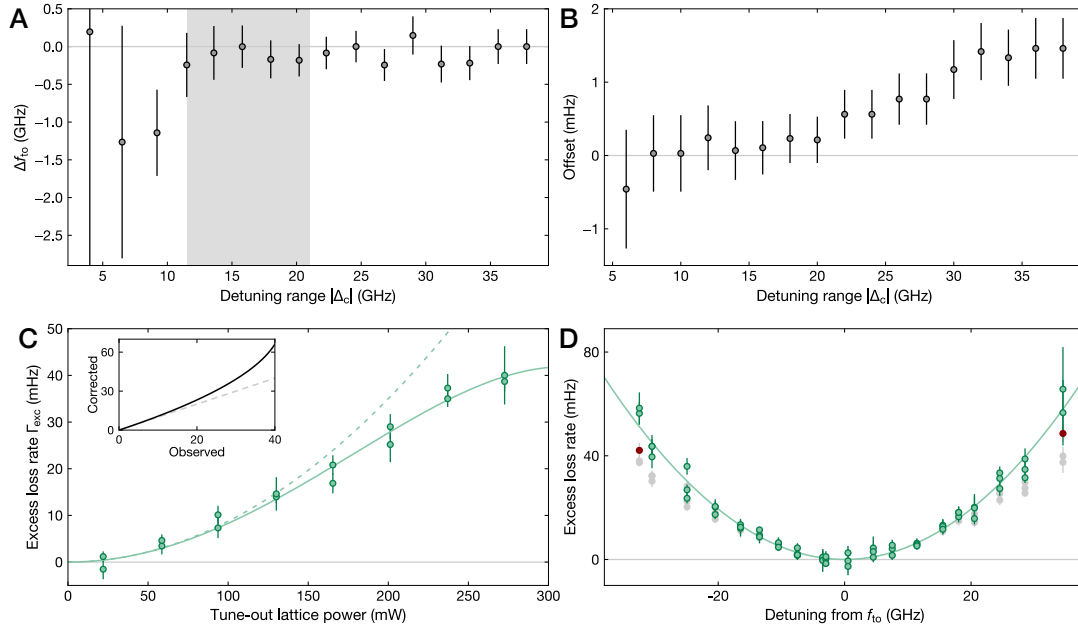 A
0.5
0.0
−0.5
−1.0
−1.5
−2.0
−2.5
Δf_to (GHz)
5 10 15 20 25 30 35
Detuning range |Δ_c| (GHz)
B
2
1
0
−1
Offset (mHz)
5 10 15 20 25 30 35
Detuning range |Δ_c| (GHz)
C
50
40
30
20
10
0
Excess loss rate Γ_exc (mHz)
0 50 100 150 200 250 300
Tune-out lattice power (mW)
60
30
0
Corrected
0 20 40
Observed
D
80
40
0
Excess loss rate (mHz)
−20 0 20
Detuning from f_to (GHz)